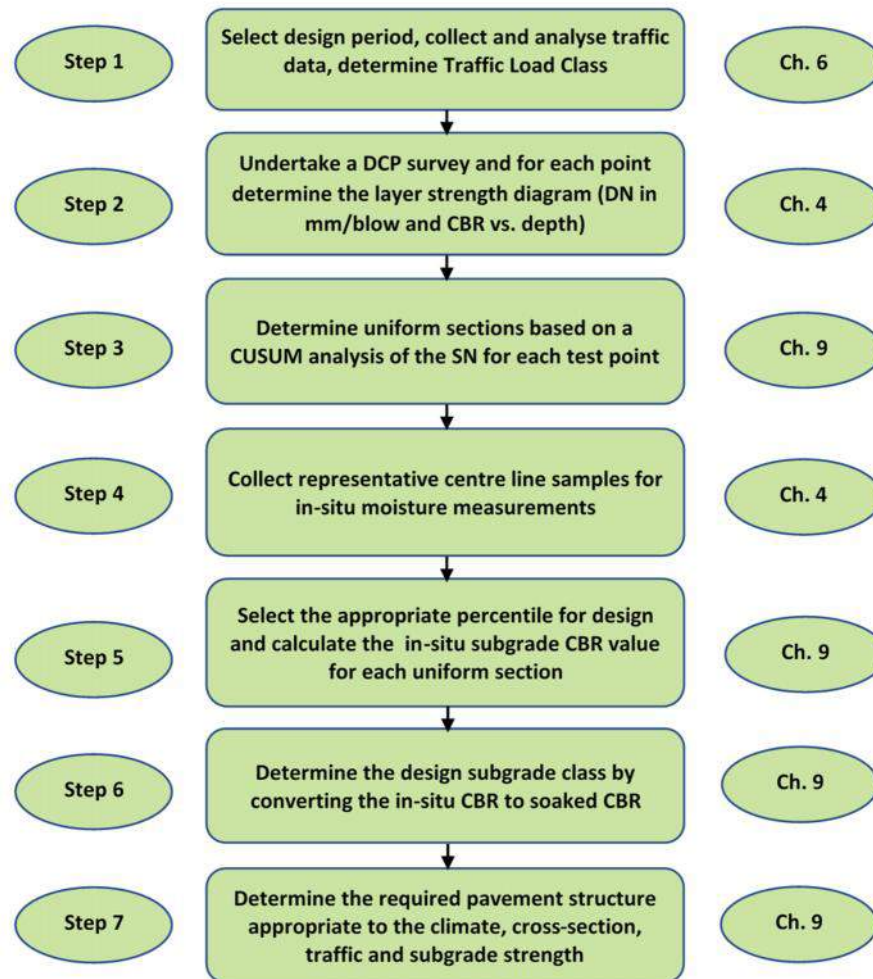 Step 1
Select design period, collect and analyse traffic
data, determine Traffic Load Class
Ch. 6
Step 2
Undertake a DCP survey and for each point
determine the layer strength diagram (DN in
mm/blow and CBR vs. depth)
Ch. 4
Step 3
Determine uniform sections based on a
CUSUM analysis of the SN for each test point
Ch. 9
Step 4
Collect representative centre line samples for
in-situ moisture measurements
Ch. 4
Step 5
Select the appropriate percentile for design
and calculate the in-situ subgrade CBR value
for each uniform section
Ch. 9
Step 6
Determine the design subgrade class by
converting the in-situ CBR to soaked CBR
Ch. 9
Step 7
Determine the required pavement structure
appropriate to the climate, cross-section,
traffic and subgrade strength
Ch. 9